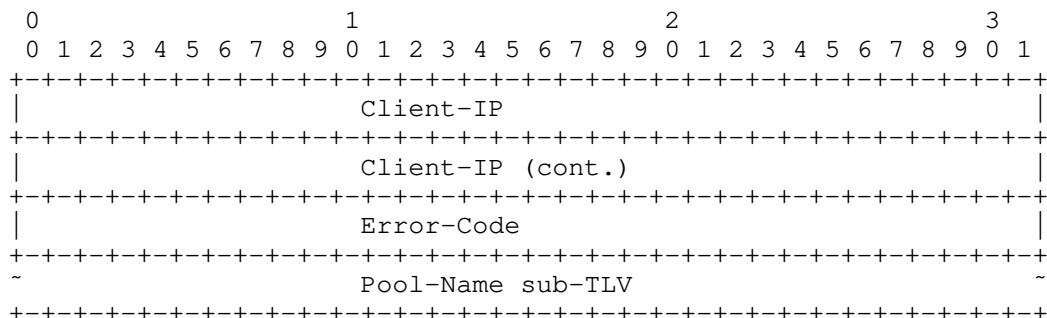 0                   1                   2                   3
 0 1 2 3 4 5 6 7 8 9 0 1 2 3 4 5 6 7 8 9 0 1 2 3 4 5 6 7 8 9 0 1
+-+-+-+-+-+-+-+-+-+-+-+-+-+-+-+-+-+-+-+-+-+-+-+-+-+-+-+-+-+-+-+-+
|                     Client-IP                                 |
+-+-+-+-+-+-+-+-+-+-+-+-+-+-+-+-+-+-+-+-+-+-+-+-+-+-+-+-+-+-+-+-+
|                     Client-IP (cont.)                         |
+-+-+-+-+-+-+-+-+-+-+-+-+-+-+-+-+-+-+-+-+-+-+-+-+-+-+-+-+-+-+-+-+
|                     Error-Code                                |
+-+-+-+-+-+-+-+-+-+-+-+-+-+-+-+-+-+-+-+-+-+-+-+-+-+-+-+-+-+-+-+-+
~                     Pool-Name sub-TLV                         ~
+-+-+-+-+-+-+-+-+-+-+-+-+-+-+-+-+-+-+-+-+-+-+-+-+-+-+-+-+-+-+-+-+